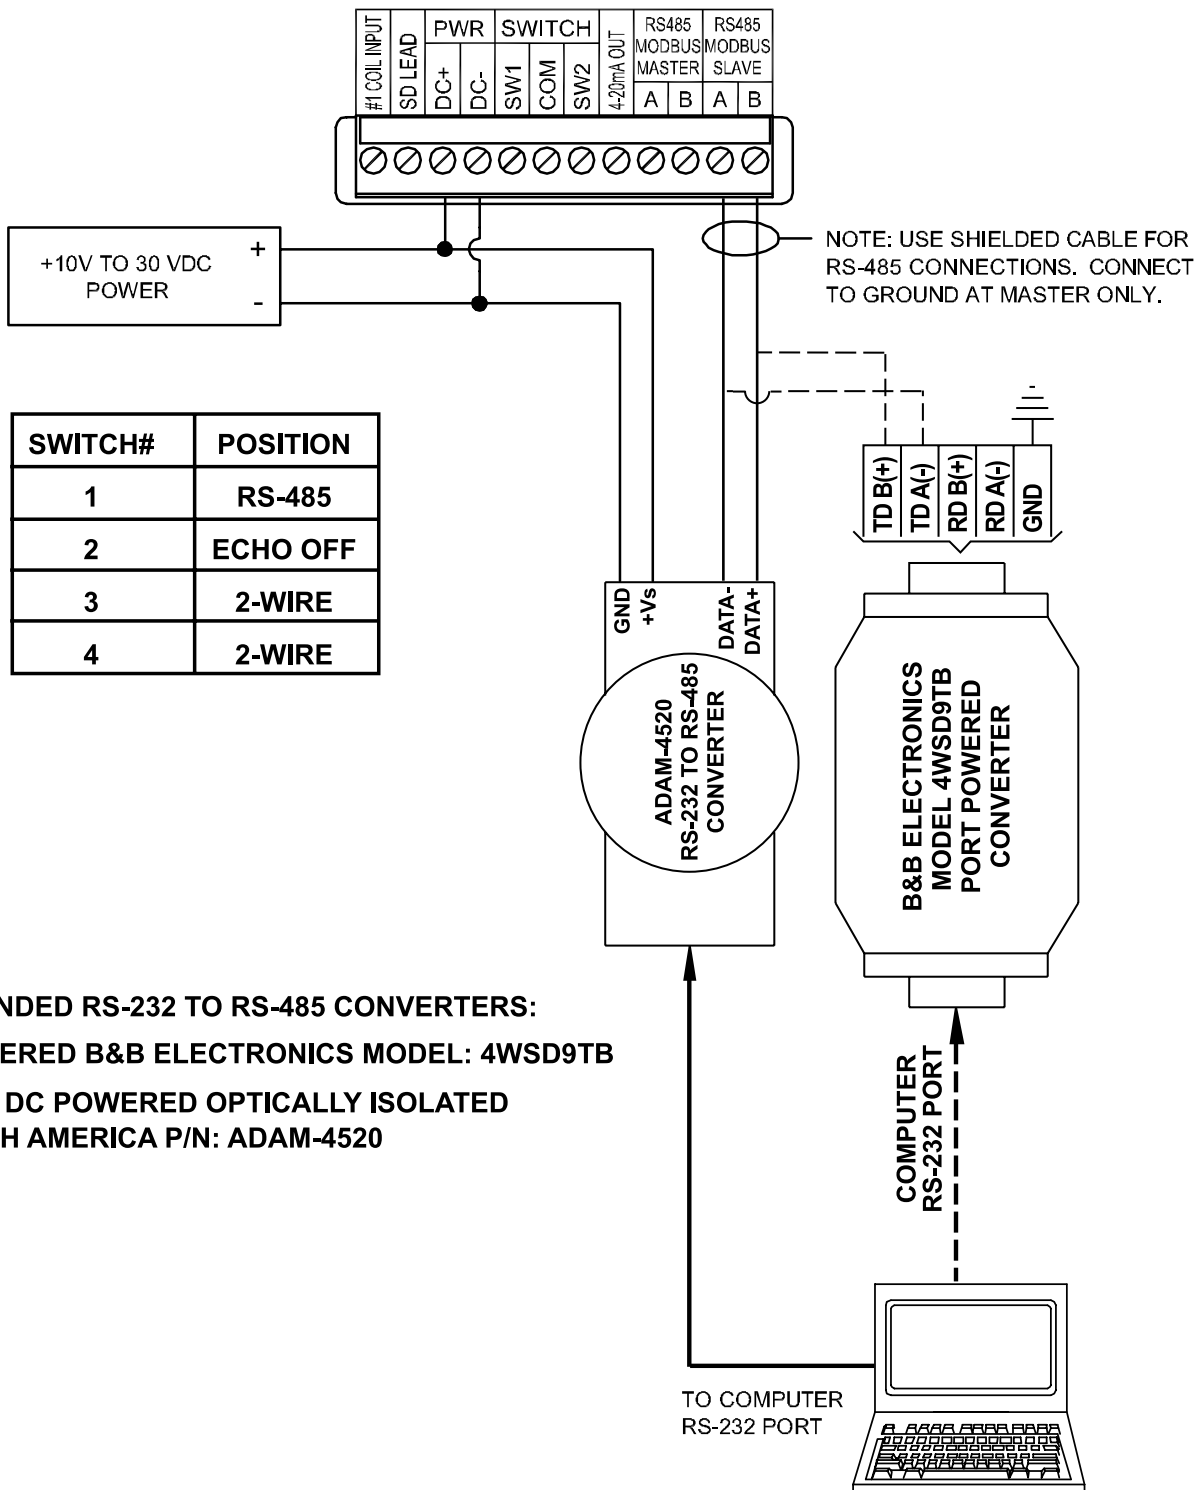 #1 COIL INPUT
SD LEAD
PWR
DC+
DC-
SWITCH
SW1
COM
SW2
4-20mA OUT
RS485
MODBUS
MASTER
A
B
RS485
MODBUS
SLAVE
A
B
+10V TO 30 VDC
POWER
+
-
NOTE: USE SHIELDED CABLE FOR
RS-485 CONNECTIONS. CONNECT
TO GROUND AT MASTER ONLY.
SWITCH# POSITION
1 RS-485
2 ECHO OFF
3 2-WIRE
4 2-WIRE
TD B(+)
TD A(-)
RD B(+)
RD A(-)
GND
GND
+Vs
DATA-
DATA+
ADAM-4520
RS-232 TO RS-485
CONVERTER
B&B ELECTRONICS
MODEL 4WSD9TB
PORT POWERED
CONVERTER
NDED RS-232 TO RS-485 CONVERTERS:
ERED B&B ELECTRONICS MODEL: 4WSD9TB
DC POWERED OPTICALLY ISOLATED
H AMERICA P/N: ADAM-4520
COMPUTER
RS-232 PORT
TO COMPUTER
RS-232 PORT